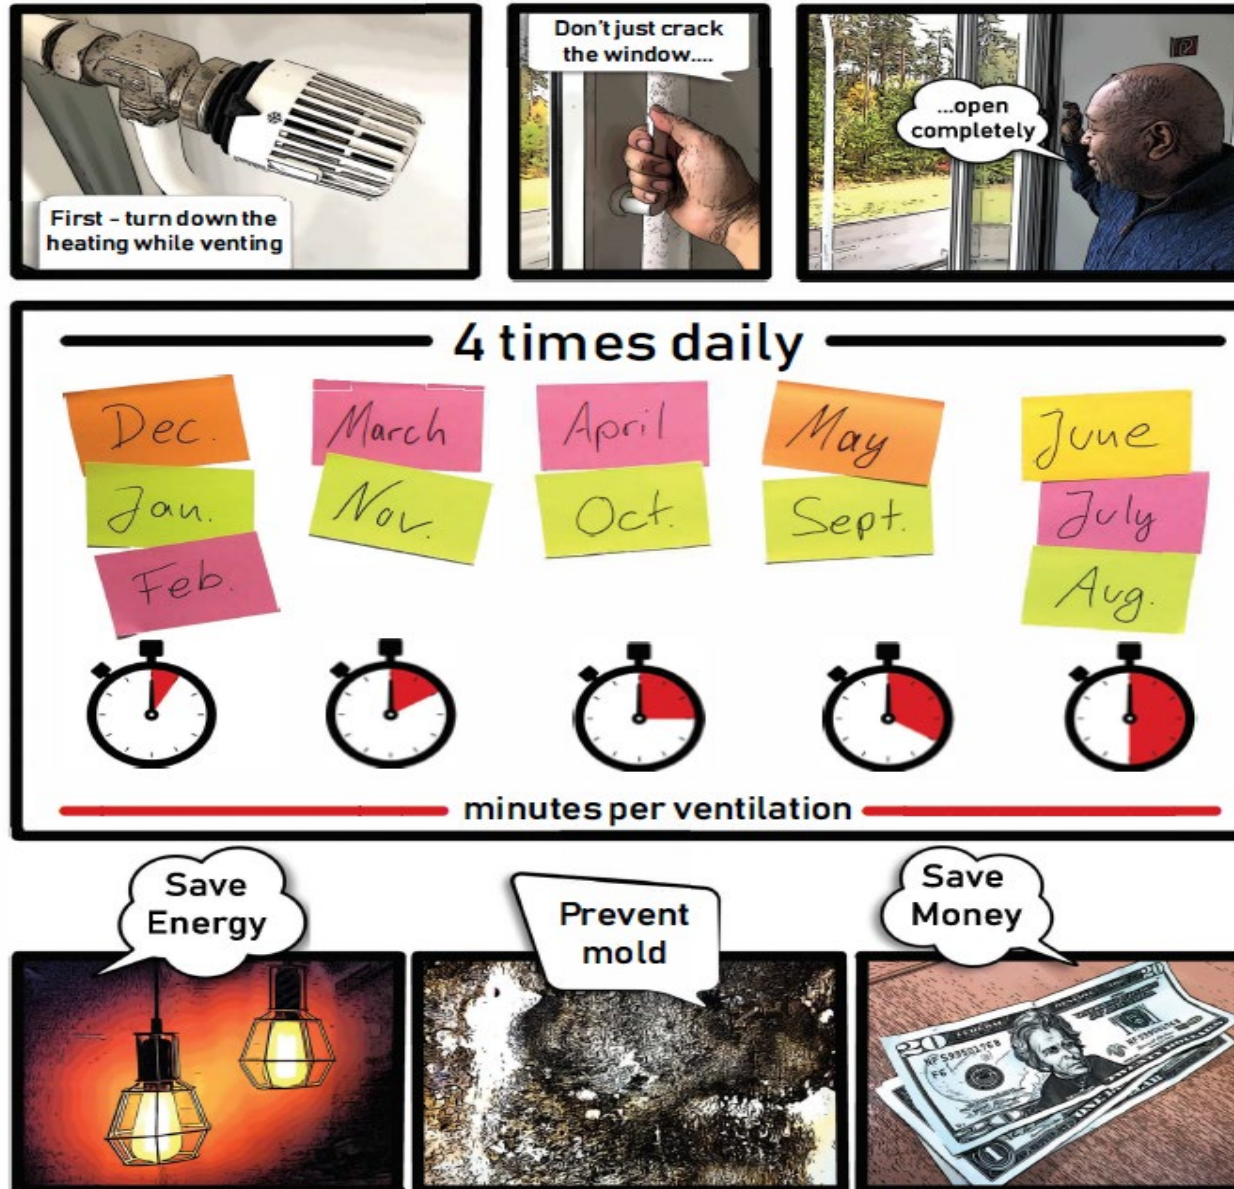 First - turn down the
heating while venting
Don't just crack
the window....
...open
completely
4 times daily
Dec.
Jan.
Feb.
March
Nov.
April
Oct.
May
Sept.
June
July
Aug.
minutes per ventilation
Save
Energy
Prevent
mold
Save
Money
20
20